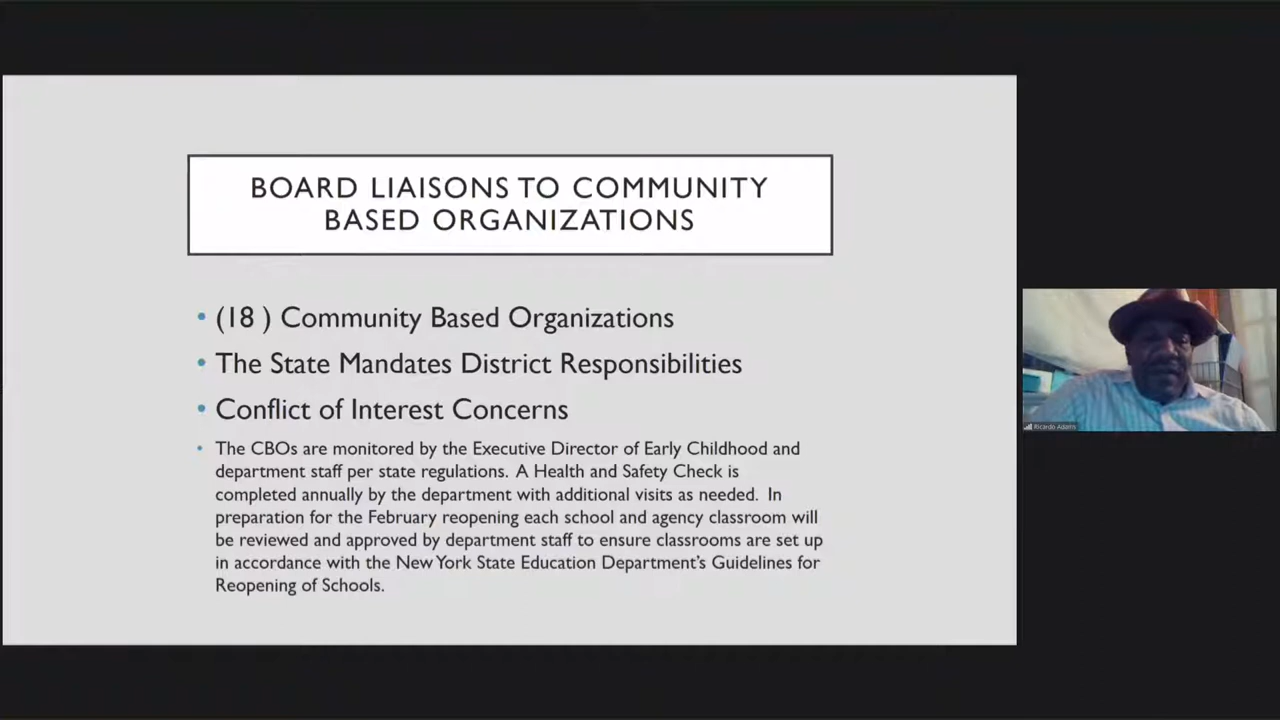 BOARD LIAISONS TO COMMUNITY
BASED ORGANIZATIONS
• (18 ) Community Based Organizations
• The State Mandates District Responsibilities
• Conflict of Interest Concerns
• The CBOs are monitored by the Executive Director of Early Childhood and
department staff per state regulations. A Health and Safety Check is
completed annually by the department with additional visits as needed. In
preparation for the February reopening each school and agency classroom will
be reviewed and approved by department staff to ensure classrooms are set up
in accordance with the New York State Education Department's Guidelines for
Reopening of Schools.
Ricardo Adams